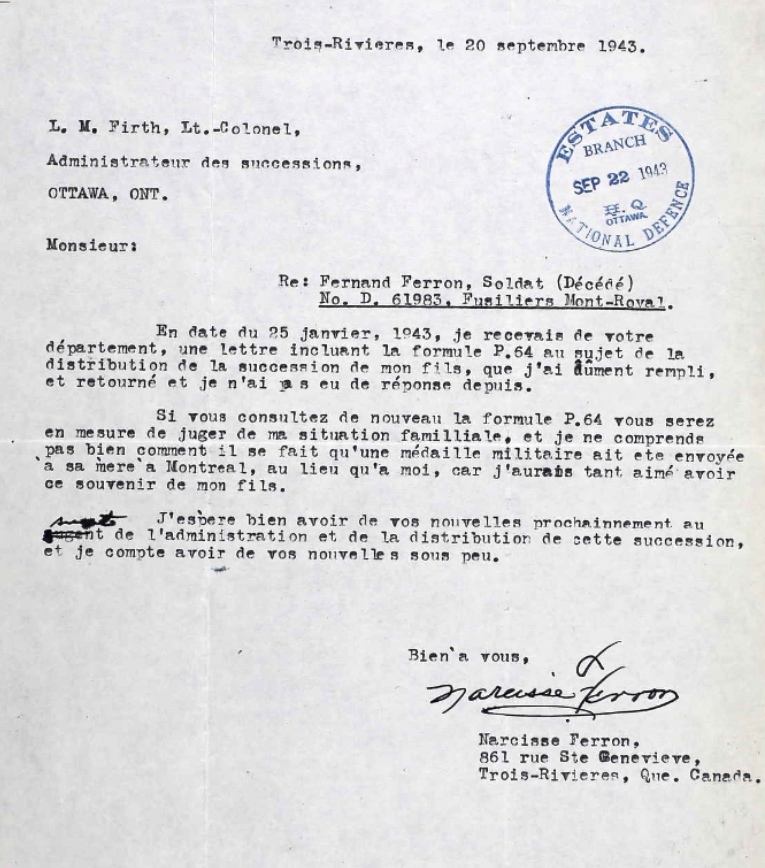 Trois-Rivieres, le 20 septembre 1943.
L. M. Firth, Lt.-Colonel,
Administrateur des successions,
OTTAWA, ONT.
ESTATES
BRANCH
SEP 22 1943
H. Q.
OTTAWA
NATIONAL DEFENCE
Monsieur:
Re: Fernand Ferron, Soldat (Décédé)
No. D. 61983, Fusiliers Mont-Royal.
En date du 25 janvier, 1943, je recevais de votre
département, une lettre incluant la formule P.64 au sujet de la
distribution de la succession de mon fils, que j'ai dument rempli,
et retourné et je n'ai pas eu de réponse depuis.
Si vous consultez de nouveau la formule P.64 vous serez
en mesure de juger de ma situation familliale, et je ne comprends
pas bien comment il se fait qu'une médaille militaire ait ete envoyée
à sa mere à Montreal, au lieu qu'a moi, car j'aurais tant aimé avoir
ce souvenir de mon fils.
J'espere bien avoir de vos nouvelles prochainnement au
de l'administration et de la distribution de cette succession,
et je compte avoir de vos nouvelles sous peu.
Bien à vous,
Narcisse Ferron
Narcisse Ferron,
861 rue Ste Genevieve,
Trois-Rivieres, Que. Canada.